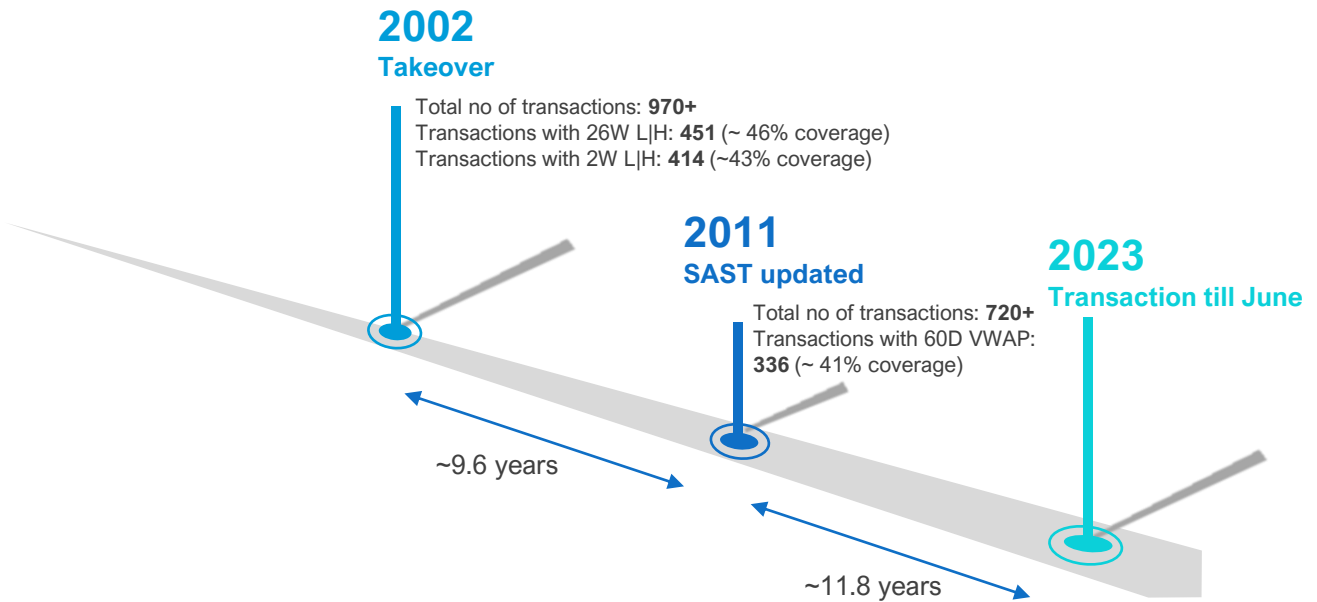 2002
Takeover
Total no of transactions: 970+
Transactions with 26W L|H: 451 (~ 46% coverage)
Transactions with 2W L|H: 414 (~43% coverage)
2011
SAST updated
Total no of transactions: 720+
Transactions with 60D VWAP:
336 (~ 41% coverage)
2023
Transaction till June
~9.6 years
~11.8 years